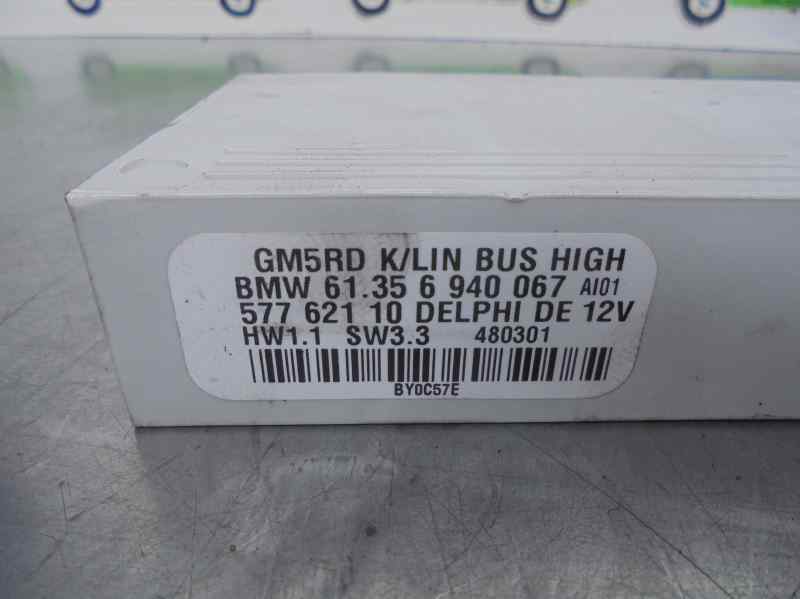 GM5RD K/LIN BUS HIGH
BMW 61.35 6 940 067 AI01
577 621 10 DELPHI DE 12V
HW1.1 SW3.3 480301
BY0C57E